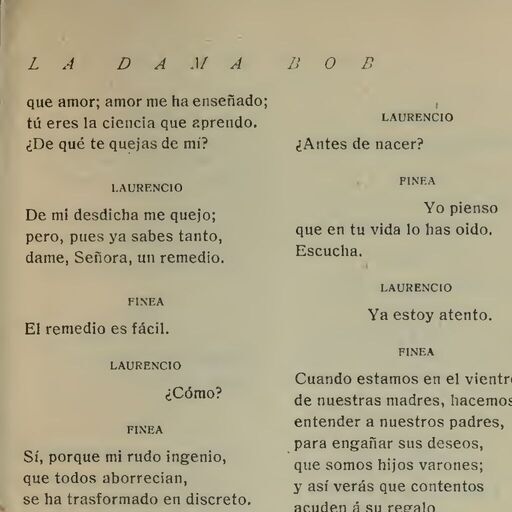 LA DAMA BOB
que amor; amor me ha enseñado;
tú eres la ciencia que aprendo.
¿De qué te quejas de mí?
LAURENCIO
De mi desdicha me quejo;
pero, pues ya sabes tanto,
dame, Señora, un remedio.
FINEA
El remedio es fácil.
LAURENCIO
¿Cómo?
FINEA
Sí, porque mi rudo ingenio,
que todos aborrecian,
se ha trasformado en discreto.
LAURENCIO
¿Antes de nacer?
FINEA
Yo pienso
que en tu vida lo has oido.
Escucha.
LAURENCIO
Ya estoy atento.
FINEA
Cuando estamos en el vientre
de nuestras madres, hacemos
entender a nuestros padres,
para engañar sus deseos,
que somos hijos varones;
y así verás que contentos
acuden á su regalo